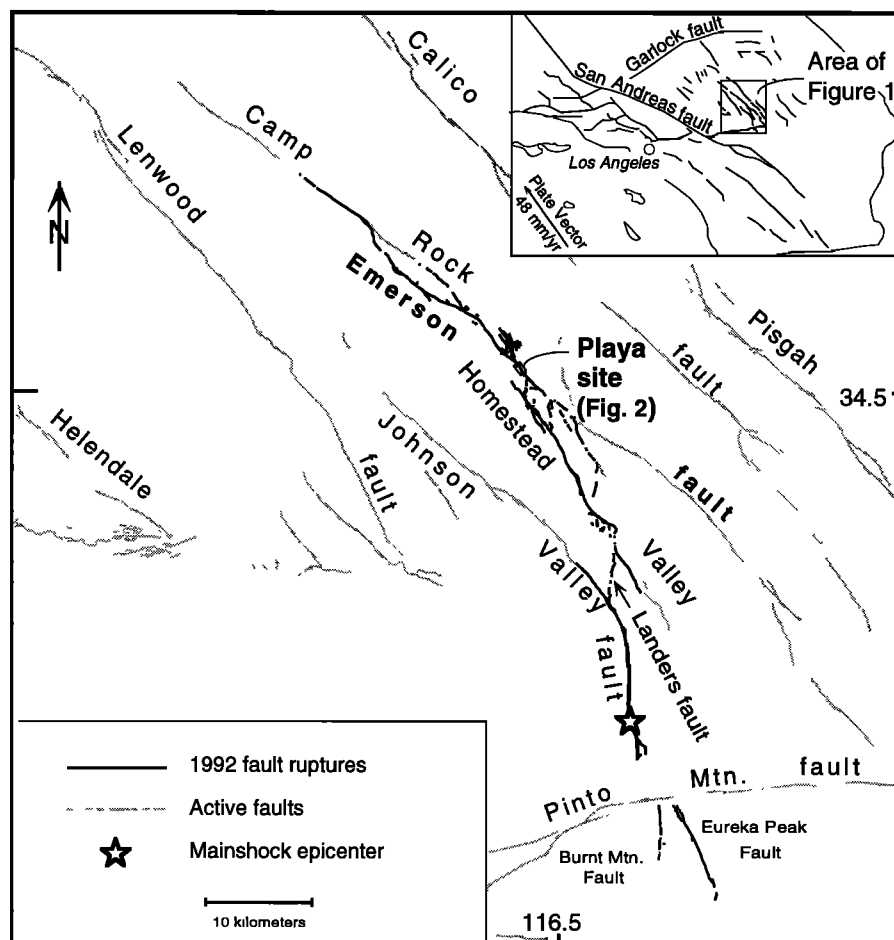 Calico
Camp
Lenwood
N
Rock
Emerson
Garlock fault
San Andreas fault
Area of
Figure 1
Los Angeles
Plate Vector
48 mm/yr
Pisgah
fault
Playa
site
(Fig. 2)
34.5
Homestead
Helendale
Johnson
fault
fault
Valley
Valley
fault
Landers fault
1992 fault ruptures
Active faults
Mainshock epicenter
10 kilometers
Pinto Mtn. fault
Burnt Mtn.
Fault
Eureka Peak
Fault
116.5